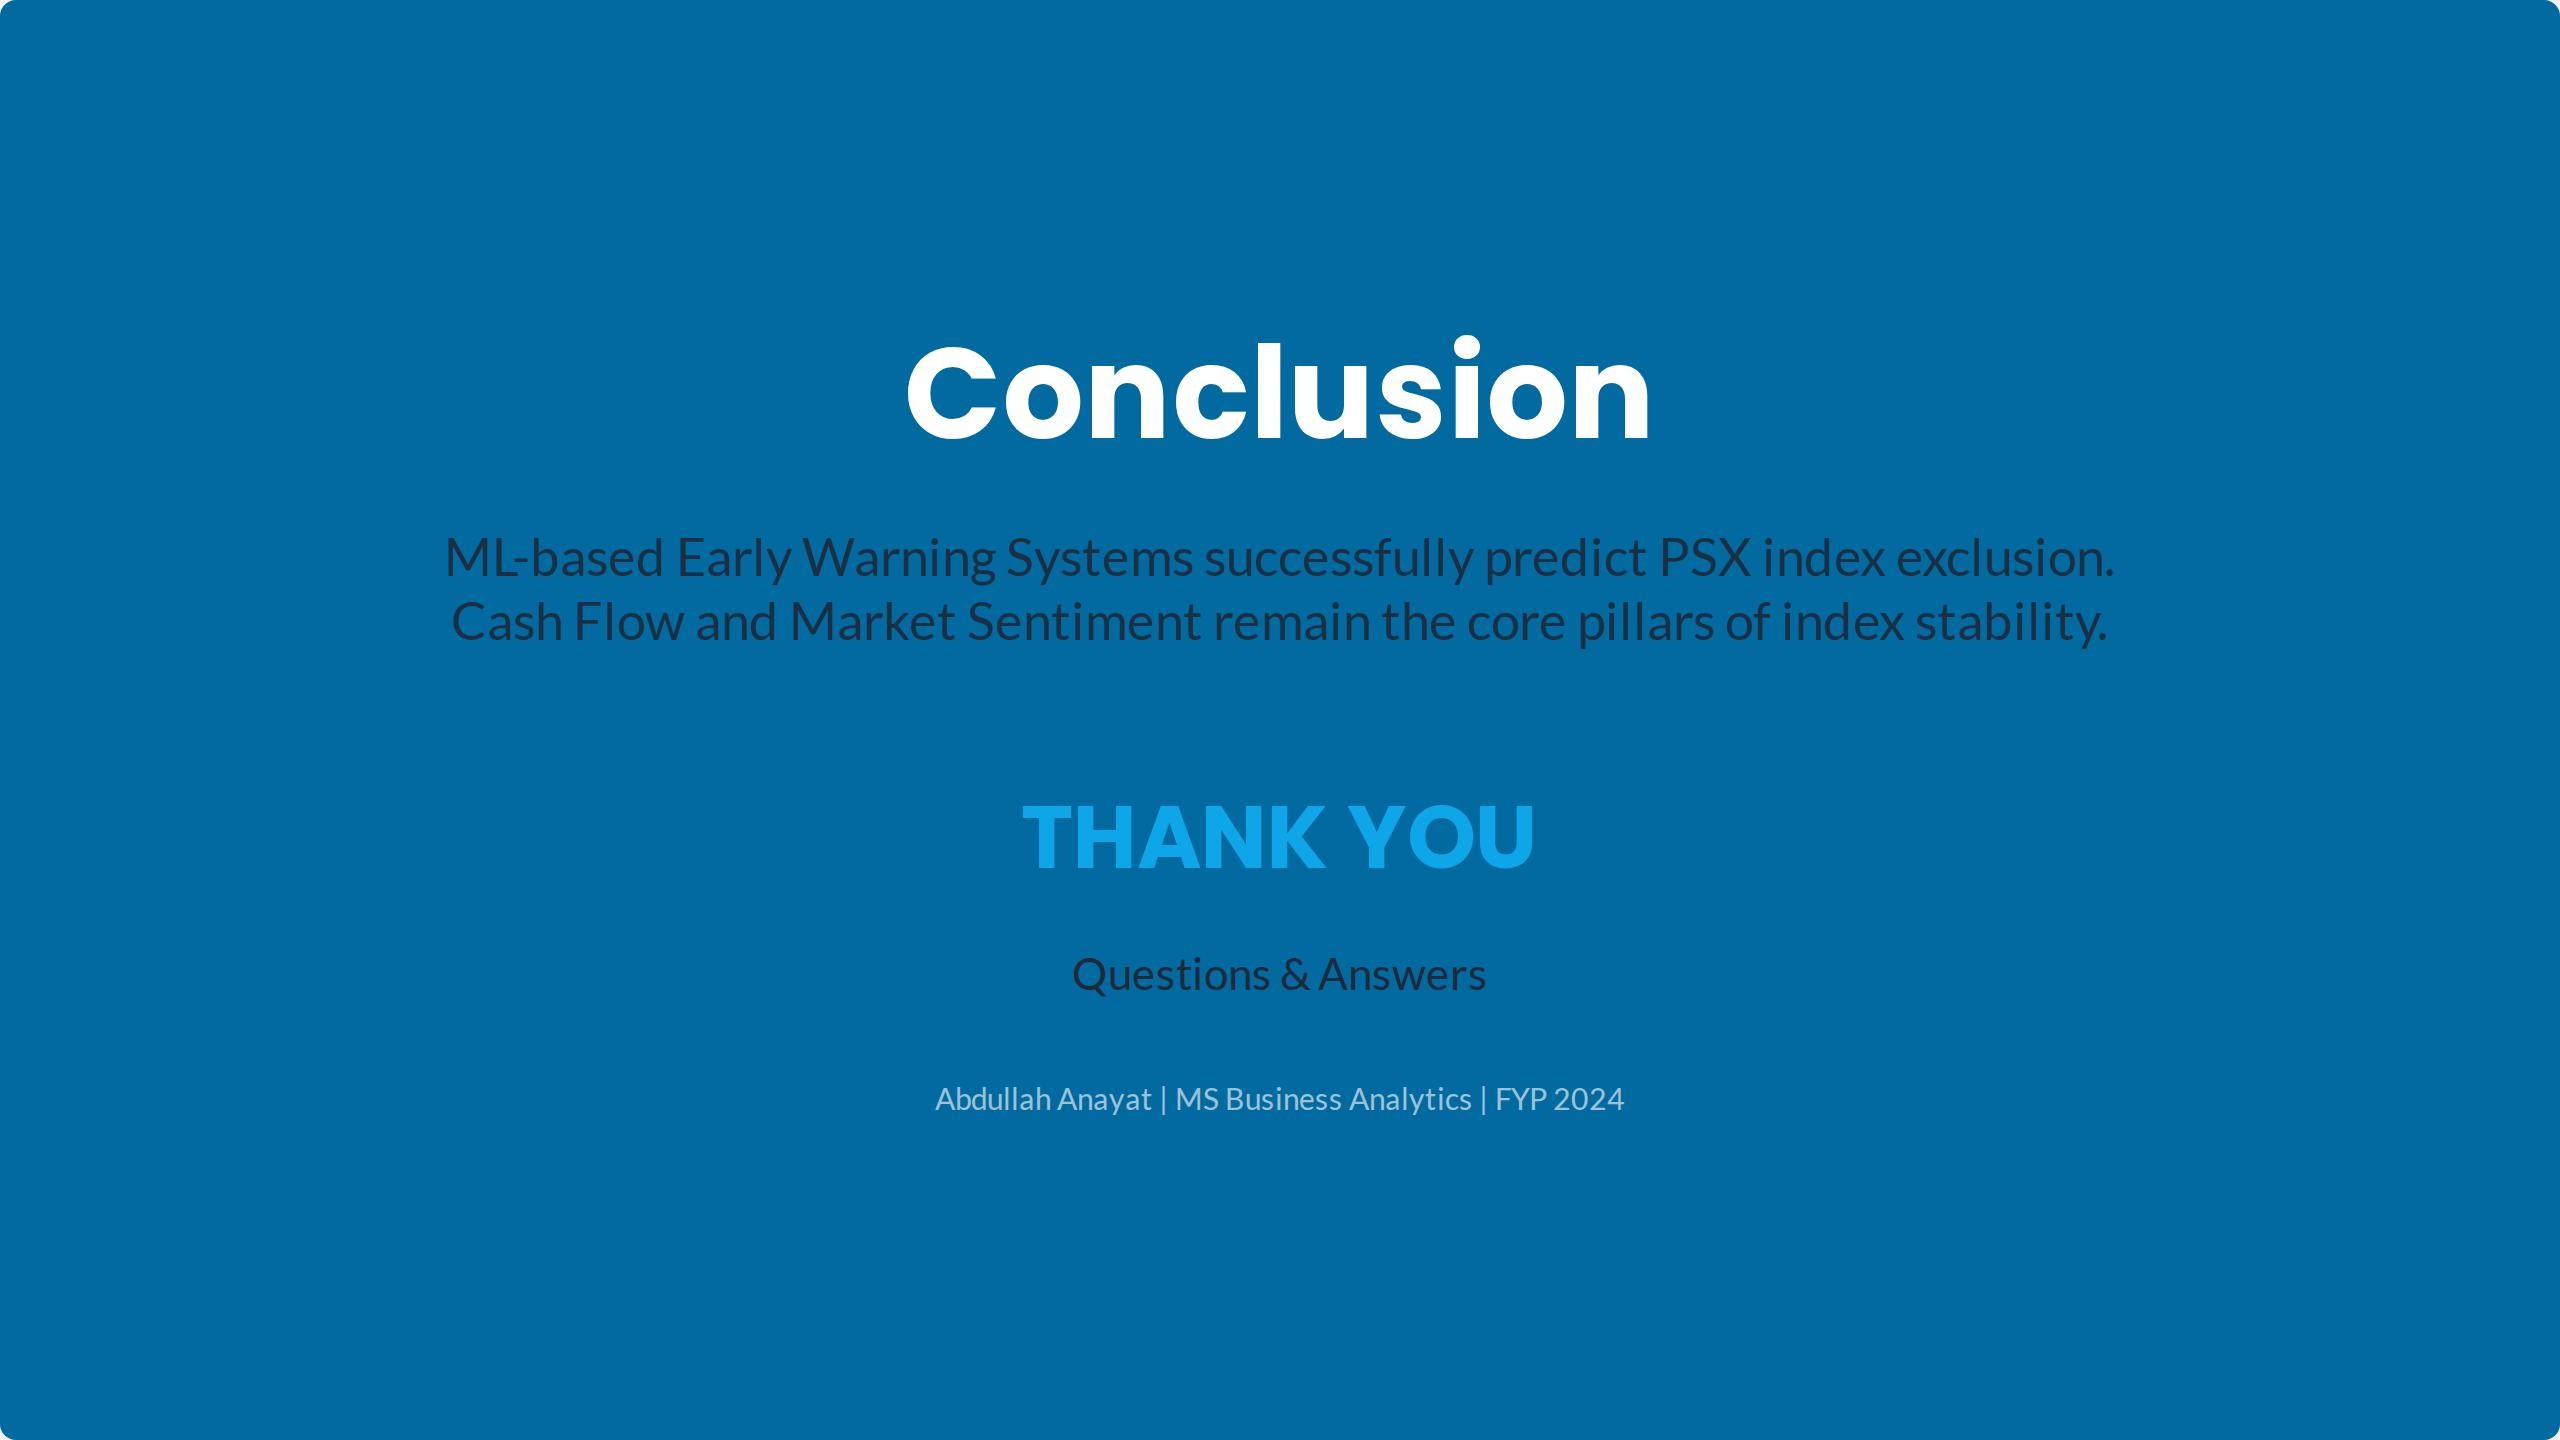 Conclusion
ML-based Early Warning Systems successfully predict PSX index exclusion.
Cash Flow and Market Sentiment remain the core pillars of index stability.
THANK YOU
Questions & Answers
Abdullah Anayat | MS Business Analytics | FYP 2024